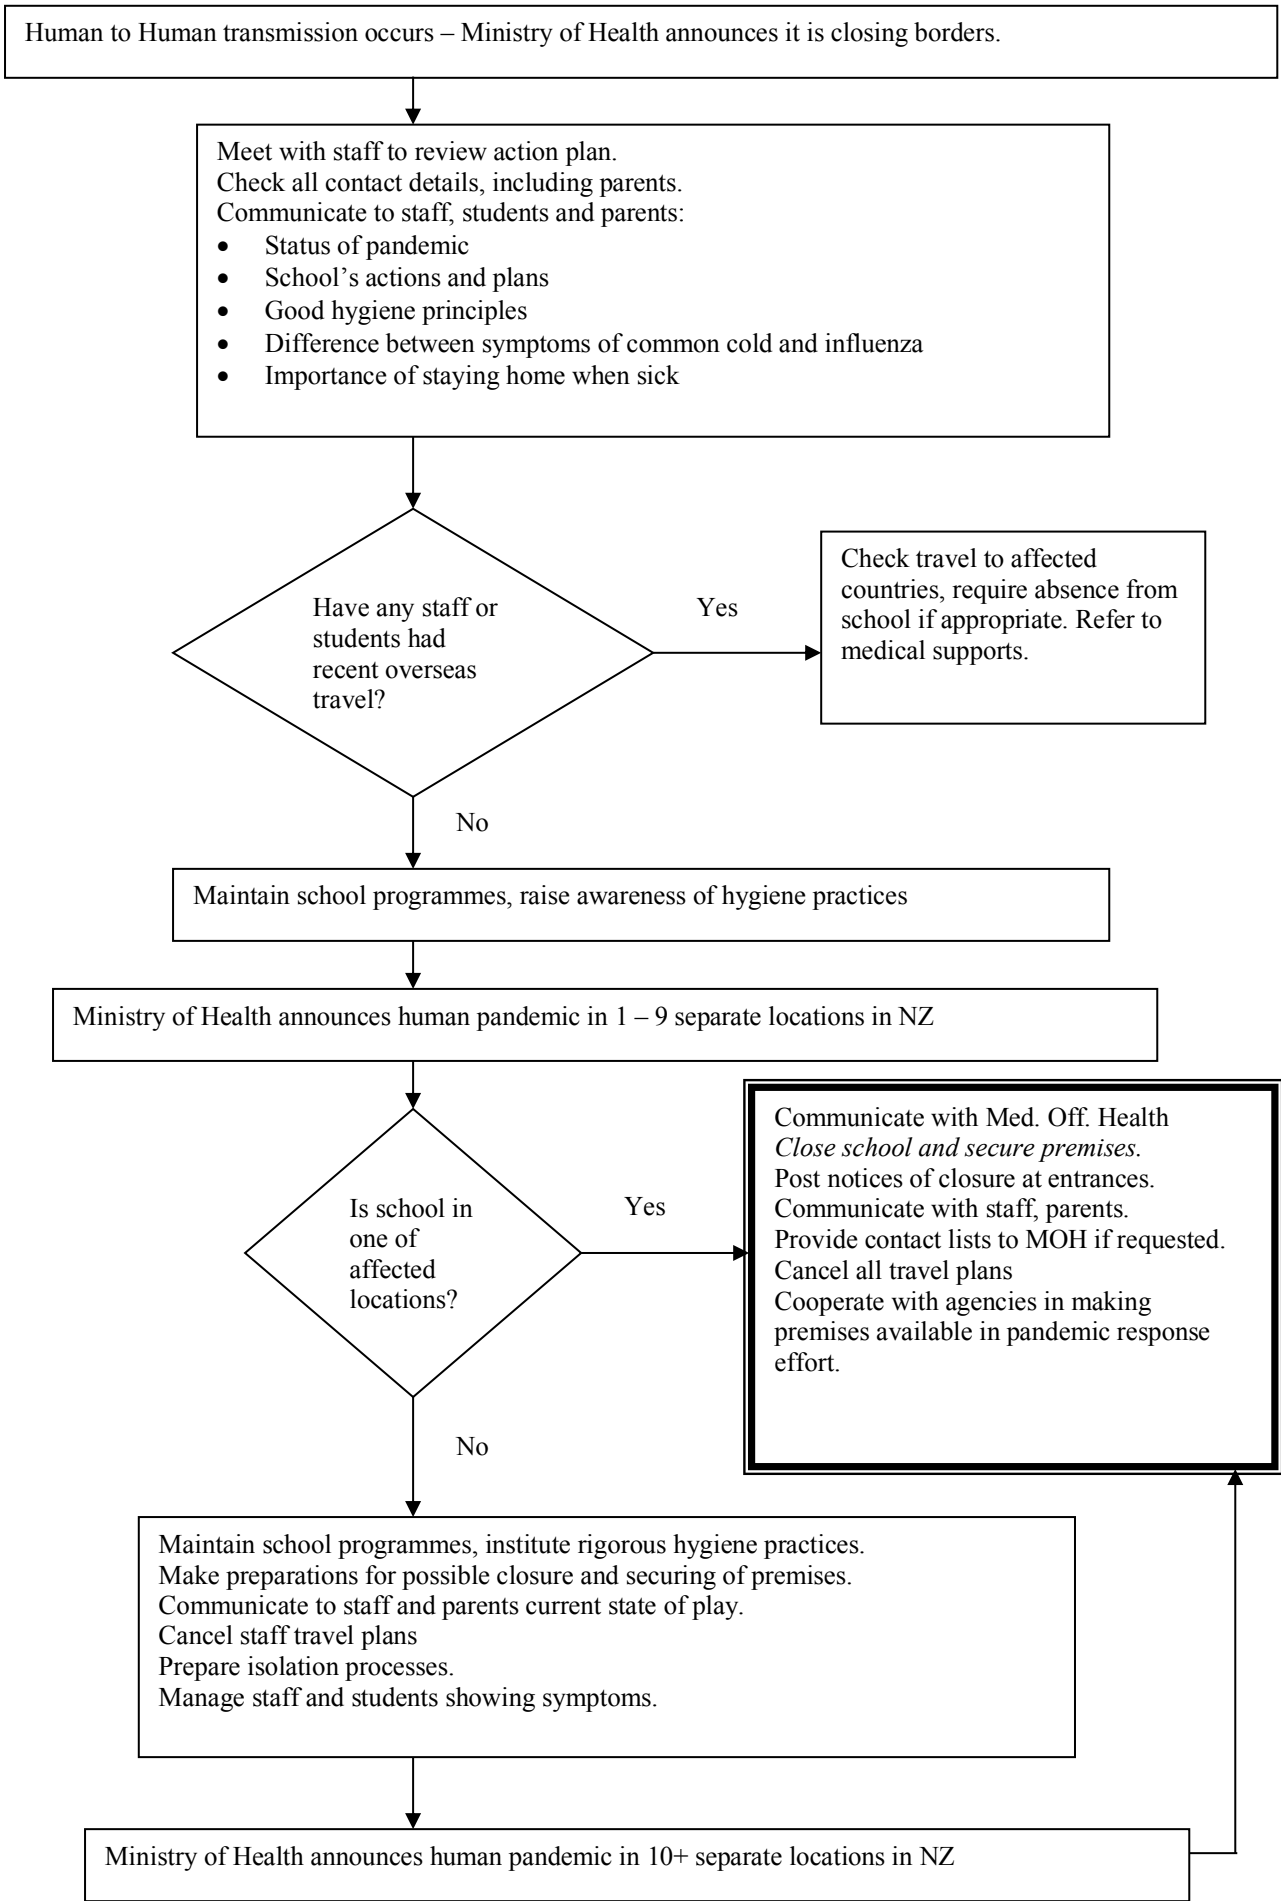 Human to Human transmission occurs – Ministry of Health announces it is closing borders.
Meet with staff to review action plan.
Check all contact details, including parents.
Communicate to staff, students and parents:
• Status of pandemic
• School’s actions and plans
• Good hygiene principles
• Difference between symptoms of common cold and influenza
• Importance of staying home when sick
Have any staff or
students had
recent overseas
travel?
Yes
Check travel to affected
countries, require absence from
school if appropriate. Refer to
medical supports.
No
Maintain school programmes, raise awareness of hygiene practices
Ministry of Health announces human pandemic in 1 – 9 separate locations in NZ
Is school in
one of
affected
locations?
Yes
Communicate with Med. Off. Health
Close school and secure premises.
Post notices of closure at entrances.
Communicate with staff, parents.
Provide contact lists to MOH if requested.
Cancel all travel plans
Cooperate with agencies in making
premises available in pandemic response
effort.
No
Maintain school programmes, institute rigorous hygiene practices.
Make preparations for possible closure and securing of premises.
Communicate to staff and parents current state of play.
Cancel staff travel plans
Prepare isolation processes.
Manage staff and students showing symptoms.
Ministry of Health announces human pandemic in 10+ separate locations in NZ